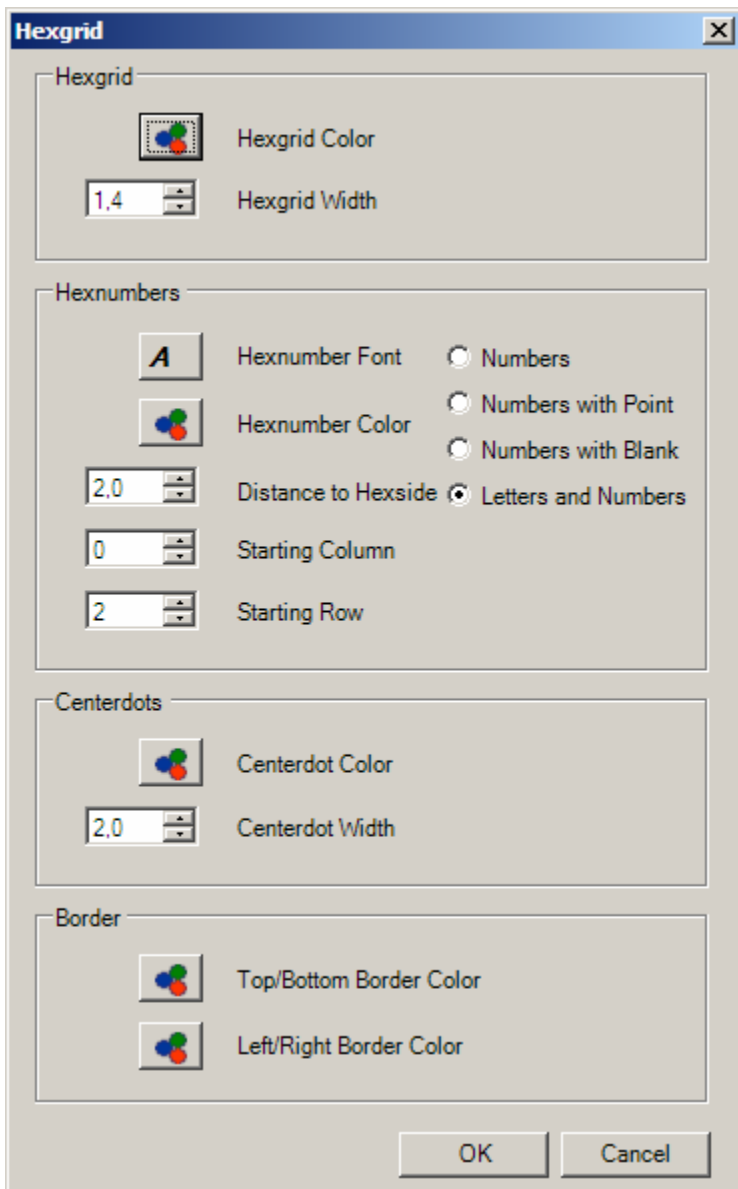 Hexgrid
Hexgrid
Hexgrid Color
1,4 Hexgrid Width
Hexnumbers
A Hexnumber Font Numbers
Numbers with Point
Hexnumber Color
Numbers with Blank
2,0 Distance to Hexside Letters and Numbers
0 Starting Column
2 Starting Row
Centerdots
Centerdot Color
2,0 Centerdot Width
Border
Top/Bottom Border Color
Left/Right Border Color
OK Cancel